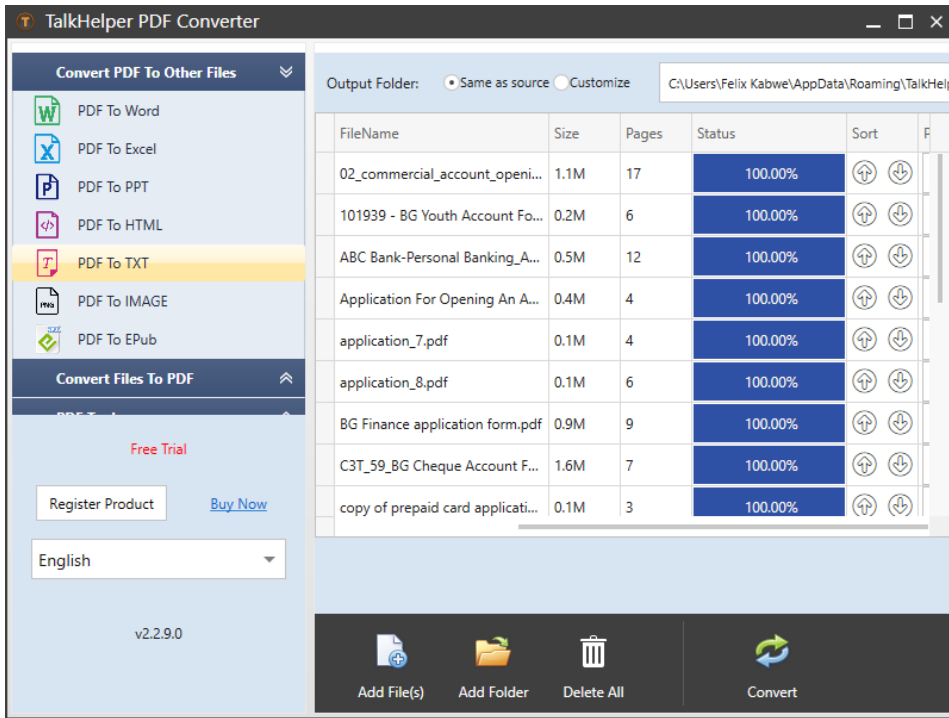 TalkHelper PDF Converter
Convert PDF To Other Files
PDF To Word
PDF To Excel
PDF To PPT
PDF To HTML
PDF To TXT
PDF To IMAGE
PDF To EPub
Convert Files To PDF
Free Trial
Register Product Buy Now
English
v2.2.9.0
Output Folder: Same as source Customize C:\Users\Felix Kabwe\AppData\Roaming\TalkHelp
FileName Size Pages Status Sort
02_commercial_account_openi... 1.1M 17 100.00%
101939 - BG Youth Account Fo... 0.2M 6 100.00%
ABC Bank-Personal Banking_A... 0.5M 12 100.00%
Application For Opening An A... 0.4M 4 100.00%
application_7.pdf 0.1M 4 100.00%
application_8.pdf 0.1M 6 100.00%
BG Finance application form.pdf 0.9M 9 100.00%
C3T_59_BG Cheque Account F... 1.6M 7 100.00%
copy of prepaid card applicati... 0.1M 3 100.00%
Add File(s) Add Folder Delete All Convert